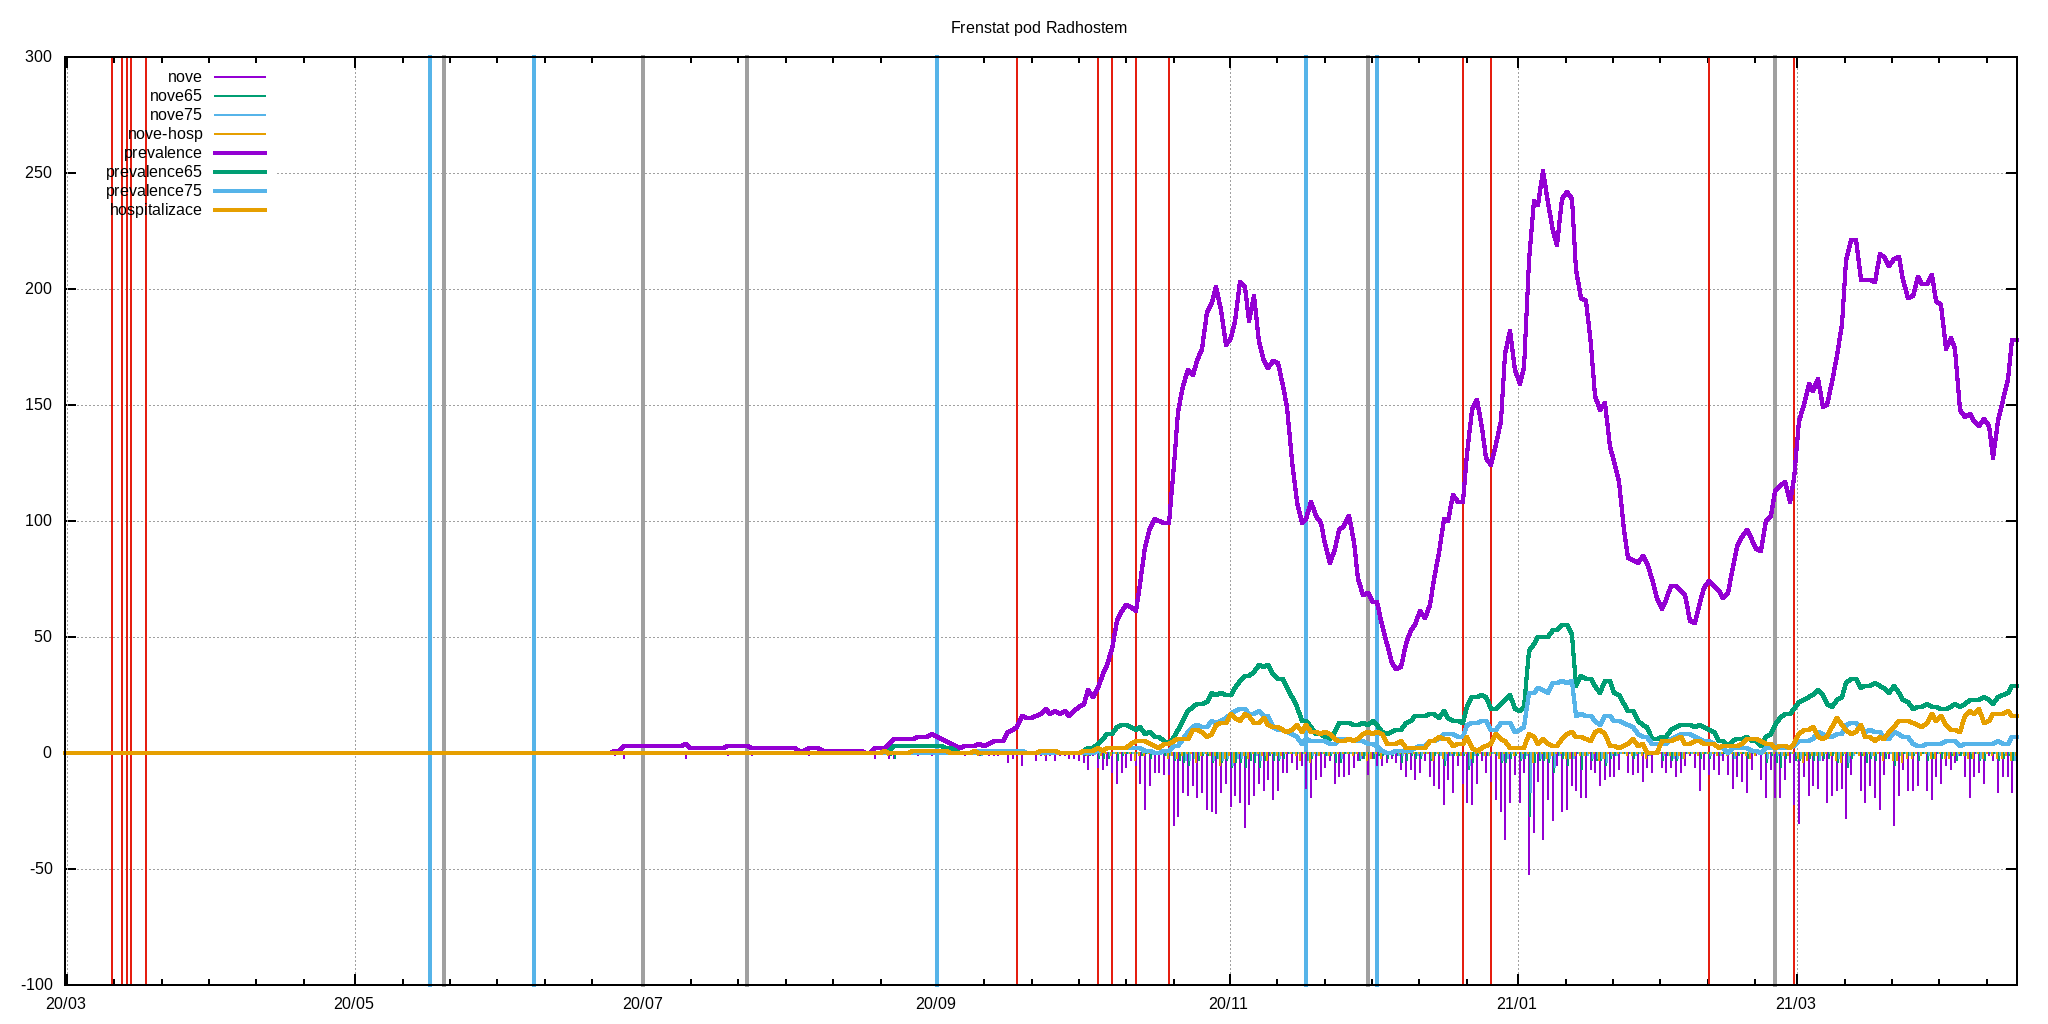 Frenstat pod Radhostem
300
250
200
150
100
50
0
-50
-100
nove
nove65
nove75
nove-hosp
prevalence
prevalence65
prevalence75
hospitalizace
20/03
20/05
20/07
20/09
20/11
21/01
21/03